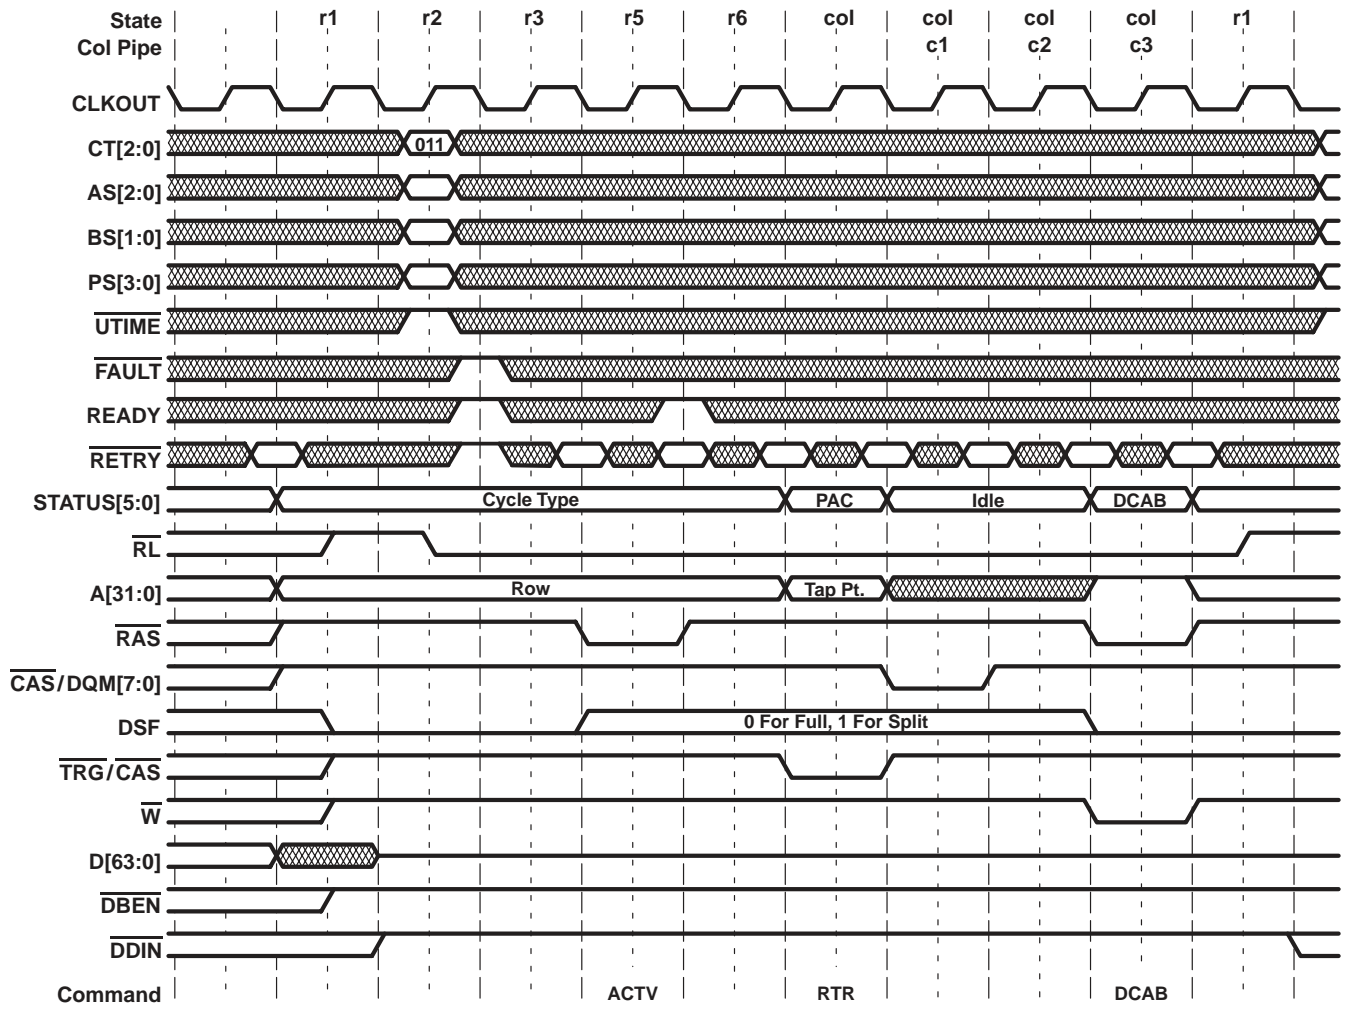 State r1 r2 r3 r5 r6 col col col col r1
Col Pipe c1 c2 c3
CLKOUT
CT[2:0] 011
AS[2:0]
BS[1:0]
PS[3:0]
UTIME
FAULT
READY
RETRY
STATUS[5:0] Cycle Type PAC Idle DCAB
RL
A[31:0] Row Tap Pt.
RAS
CAS/DQM[7:0]
DSF 0 For Full, 1 For Split
TRG/CAS
W
D[63:0]
DBEN
DDIN
Command ACTV RTR DCAB